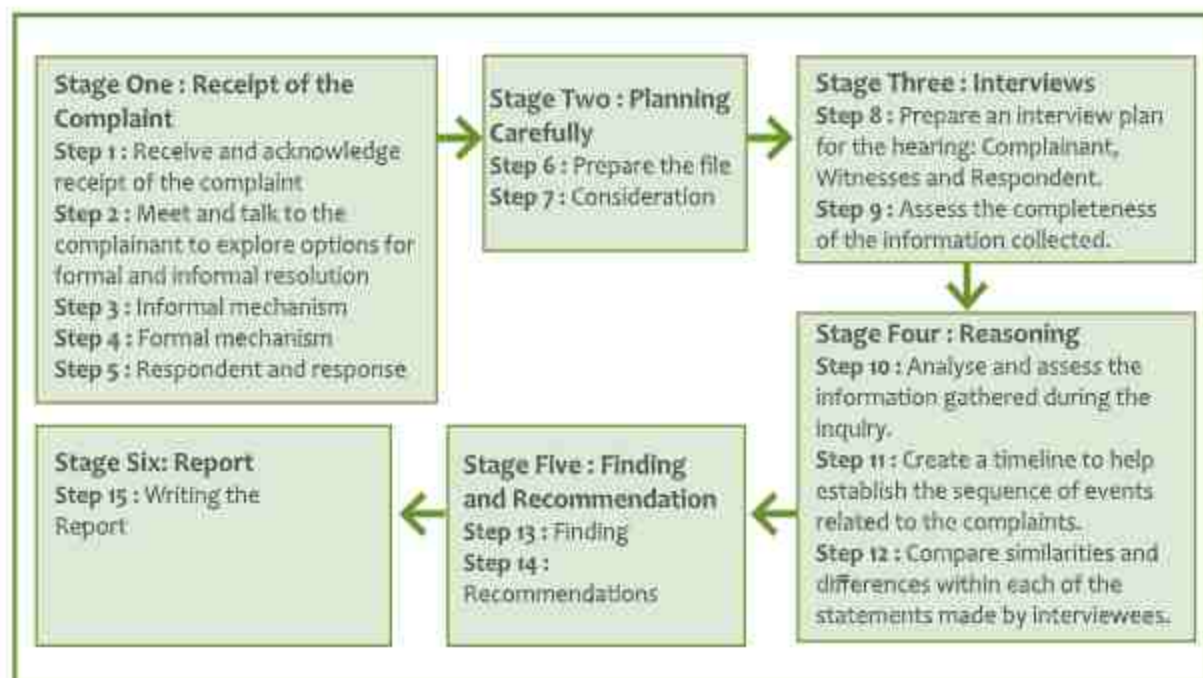 Stage One : Receipt of the
Complaint
Step 1 : Receive and acknowledge
receipt of the complaint
Step 2 : Meet and talk to the
complainant to explore options for
formal and informal resolution
Step 3 : Informal mechanism
Step 4 : Formal mechanism
Step 5 : Respondent and response
Stage Two : Planning
Carefully
Step 6 : Prepare the file
Step 7 : Consideration
Stage Three : Interviews
Step 8 : Prepare an interview plan
for the hearing: Complainant,
Witnesses and Respondent.
Step 9 : Assess the completeness
of the information collected.
Stage Four : Reasoning
Step 10 : Analyse and assess the
information gathered during the
inquiry.
Step 11 : Create a timeline to help
establish the sequence of events
related to the complaints.
Step 12 : Compare similarities and
differences within each of the
statements made by interviewees.
Stage Five : Finding
and Recommendation
Step 13 : Finding
Step 14 :
Recommendations
Stage Six: Report
Step 15 : Writing the
Report